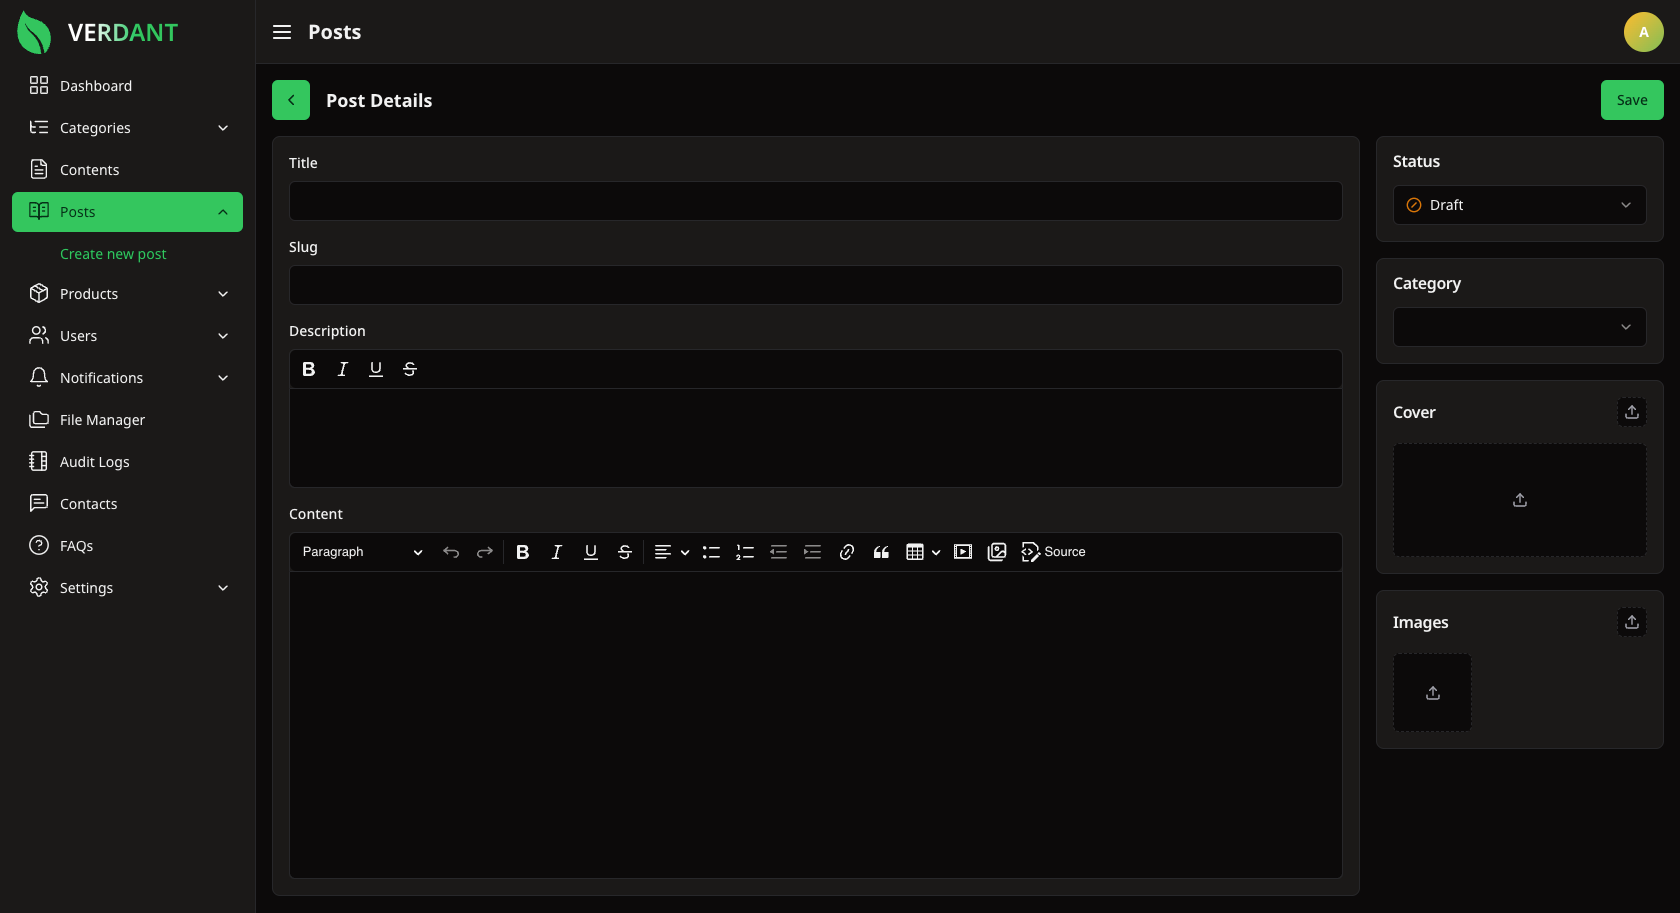 VERDANT
Dashboard
Categories
Contents
Posts
Create new post
Products
Users
Notifications
File Manager
Audit Logs
Contacts
FAQs
Settings
Posts
A
Post Details
Save
Title
Slug
Description
Content
Paragraph
Source
Status
Draft
Category
Cover
Images